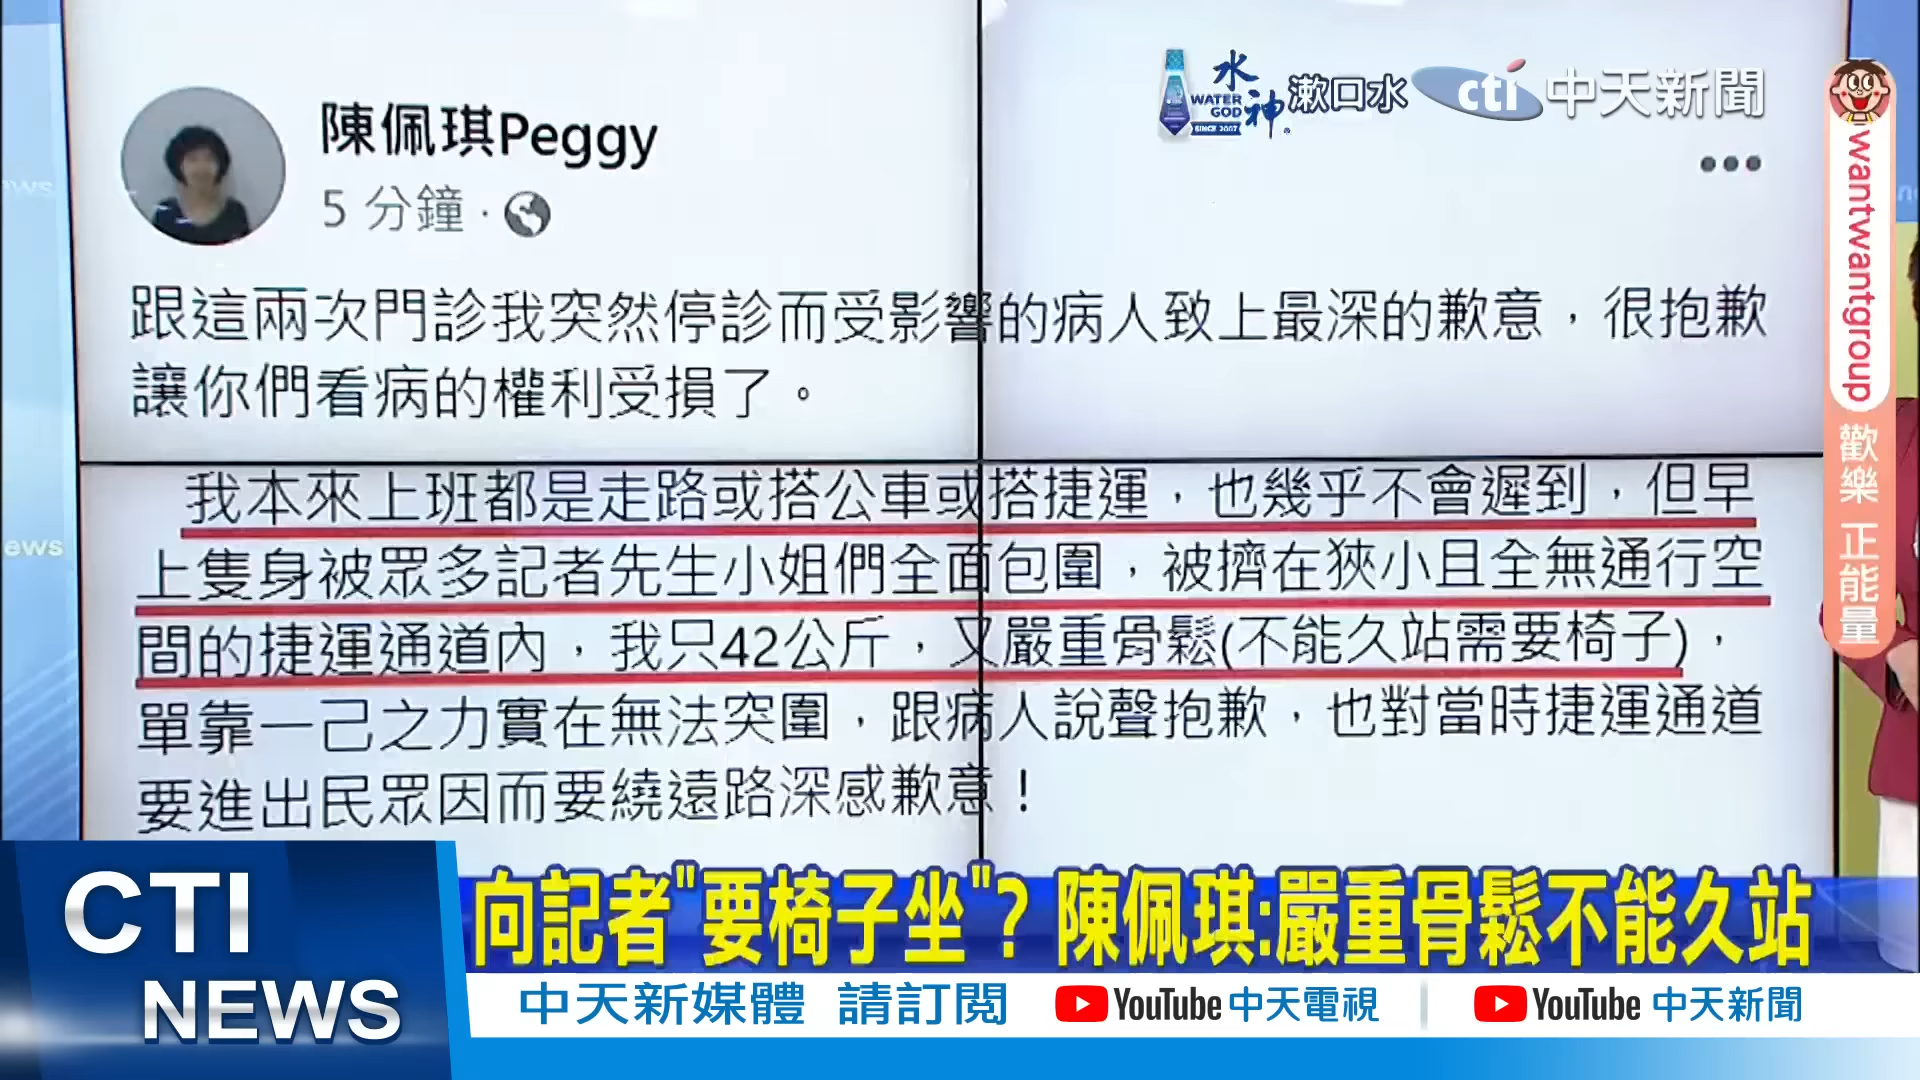 水神
WATER GOD
SINCE 2007
漱口水
cti 中天新聞
陳佩琪Peggy
5 分鐘 ·
跟這兩次門診我突然停診而受影響的病人致上最深的歉意，很抱歉
讓你們看病的權利受損了。
我本來上班都是走路或搭公車或搭捷運，也幾乎不會遲到，但早
上隻身被眾多記者先生小姐們全面包圍，被擠在狹小且全無通行空
間的捷運通道內，我只42公斤，又嚴重骨鬆(不能久站需要椅子)，
單靠一己之力實在無法突圍，跟病人說聲抱歉，也對當時捷運通道
要進出民眾因而要繞遠路深感歉意！
wantwantgroup
歡樂 正能量
ews
CTI
NEWS
向記者"要椅子坐"? 陳佩琪:嚴重骨鬆不能久站
中天新媒體 請訂閱 YouTube 中天電視 | YouTube 中天新聞